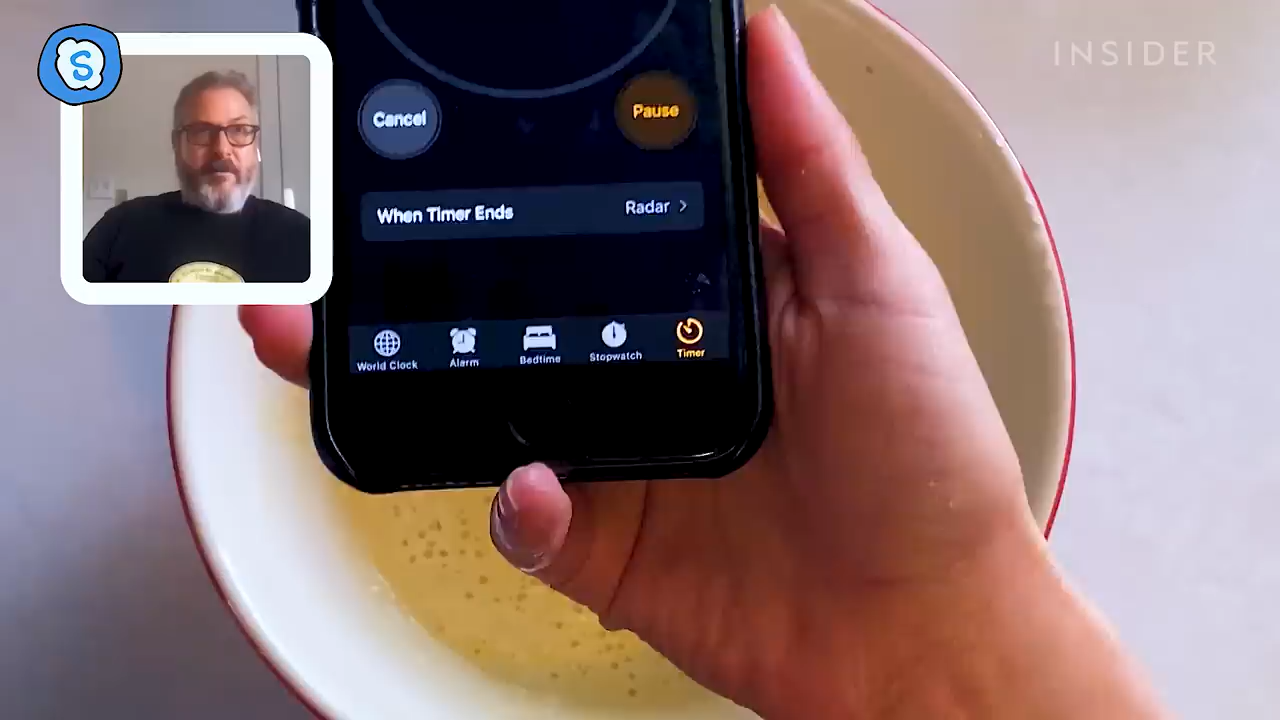 S
INSIDER
Cancel
Pause
When Timer Ends
Radar >
World Clock
Alarm
Bedtime
Stopwatch
Timer